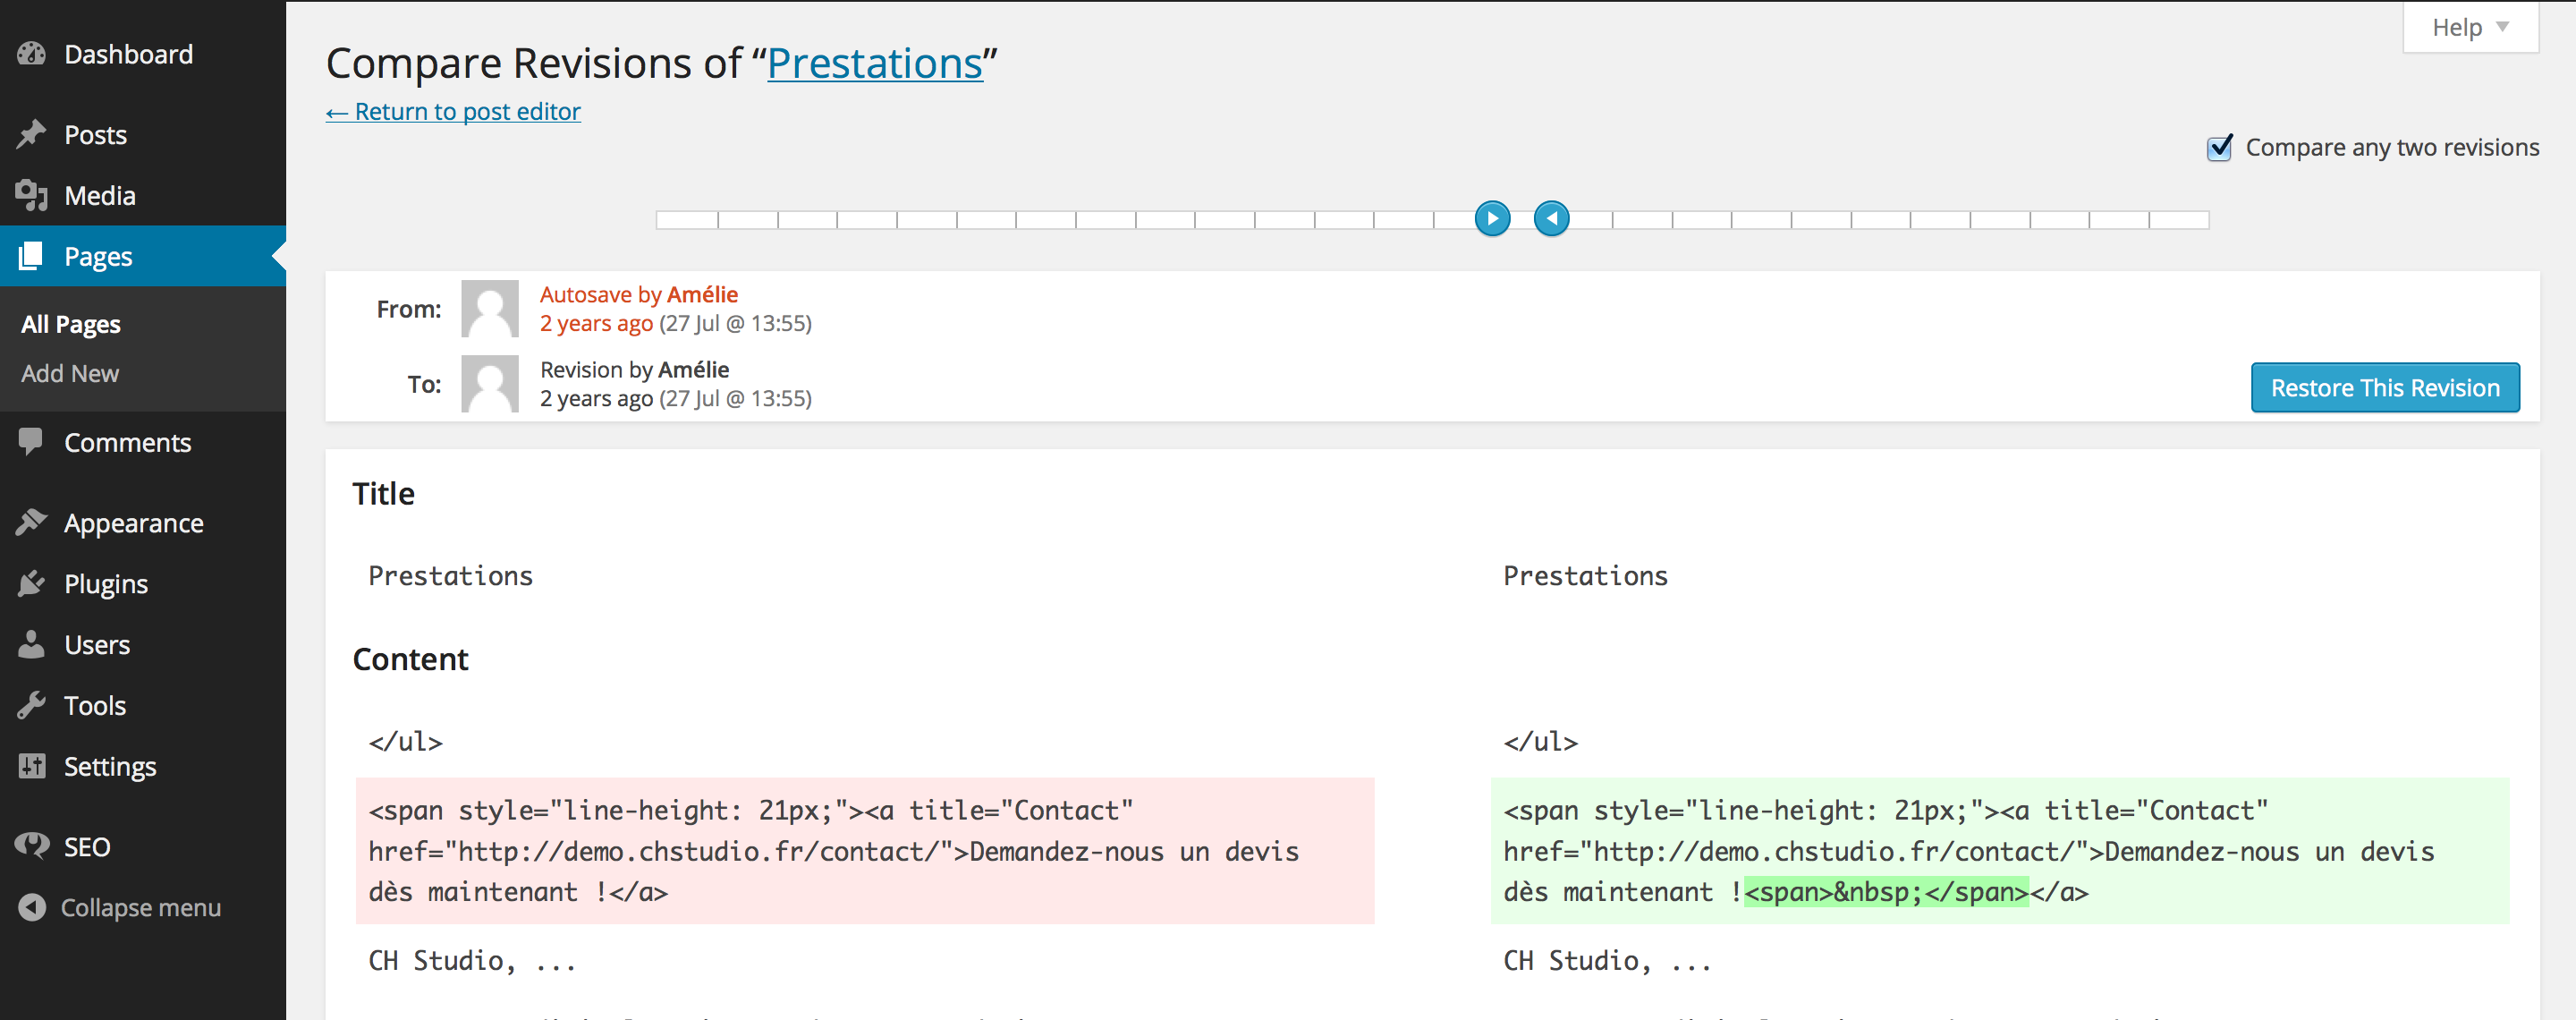 Dashboard
Posts
Media
Pages
All Pages
Add New
Comments
Appearance
Plugins
Users
Tools
Settings
SEO
Collapse menu
Help
Compare Revisions of “Prestations”
← Return to post editor
Compare any two revisions
From:
Autosave by Amélie
2 years ago (27 Jul @ 13:55)
To:
Revision by Amélie
2 years ago (27 Jul @ 13:55)
Restore This Revision
Title
Prestations
Prestations
Content
</ul>
</ul>
<span style="line-height: 21px;"><a title="Contact"
href="http://demo.chstudio.fr/contact/">Demandez-nous un devis
dès maintenant !</a>
<span style="line-height: 21px;"><a title="Contact"
href="http://demo.chstudio.fr/contact/">Demandez-nous un devis
dès maintenant !<span>&nbsp;</span></a>
CH Studio, ...
CH Studio, ...